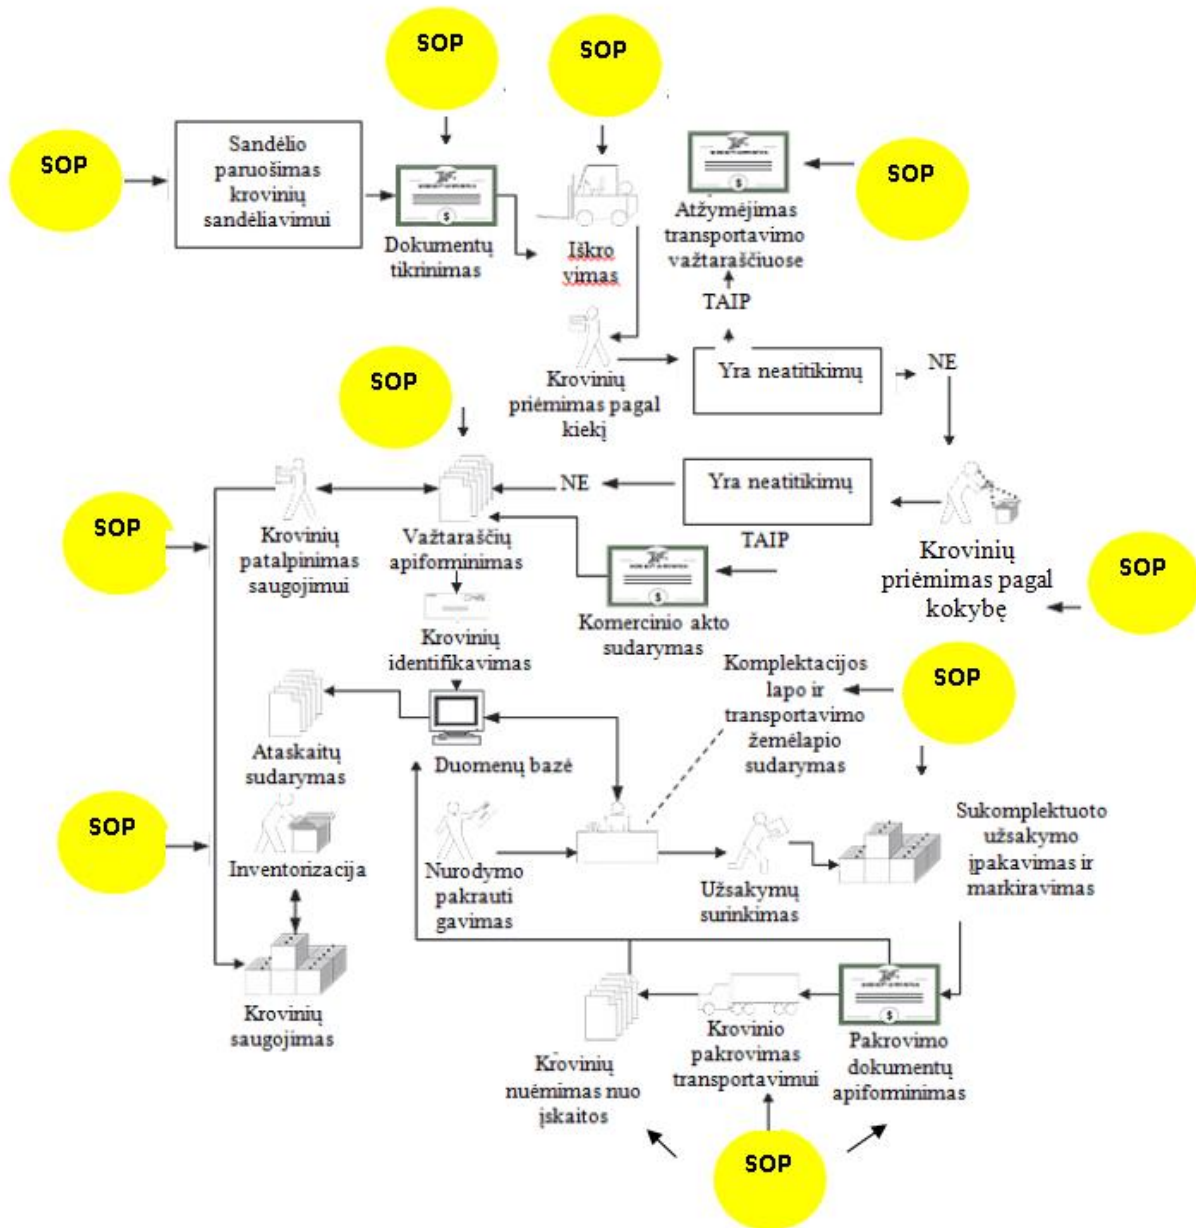 SOP
SOP
SOP
Sandėlio
paruošimas
krovinių
sandėliavimui
SOP
Dokumentų
tikrinimas
Iškro
vimas
Atžymėjimas
transportavimo
važtaraščiuose
TAIP
Yra neatitikimų
NE
Krovinių
priėmimas pagal
kiekį
SOP
Yra neatitikimų
NE
TAIP
Krovinių
priėmimas pagal
kokybę
SOP
Važtaraščių
apiforminimas
Krovinių
patalpinimas
saugojimui
SOP
Komercinio akto
sudarymas
Krovinių
identifikavimas
Komplektacijos
lapo ir
transportavimo
žemėlapio
sudarymas
SOP
Ataskaitų
sudarymas
Duomenų bazė
SOP
Inventorizacija
Nurodymo
pakrauti
gavimas
Užsakymų
surinkimas
Sukomplektuoto
užsakymo
įpakavimas ir
markiravimas
Krovinių
saugojimas
Krovinių
nuėmimas nuo
įskaitos
Krovinio
pakrovimas
transportavimui
Pakrovimo
dokumentų
apiforminimas
SOP